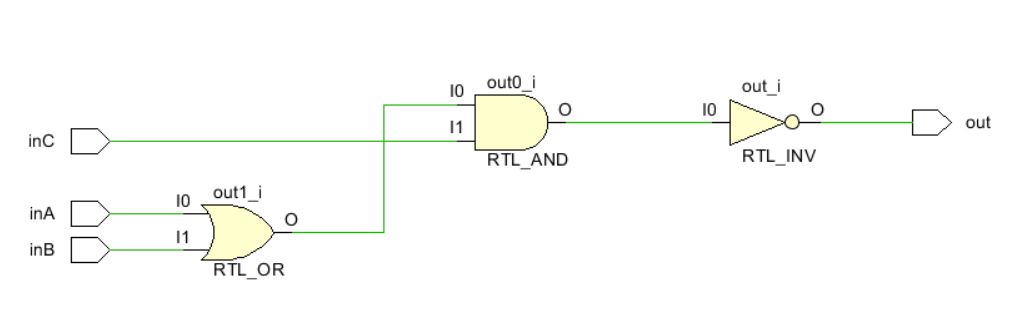 out0_i
I0
O
I1
RTL_AND
out_i
I0
O
RTL_INV
out
inC
out1_i
inA
I0
O
inB
I1
RTL_OR